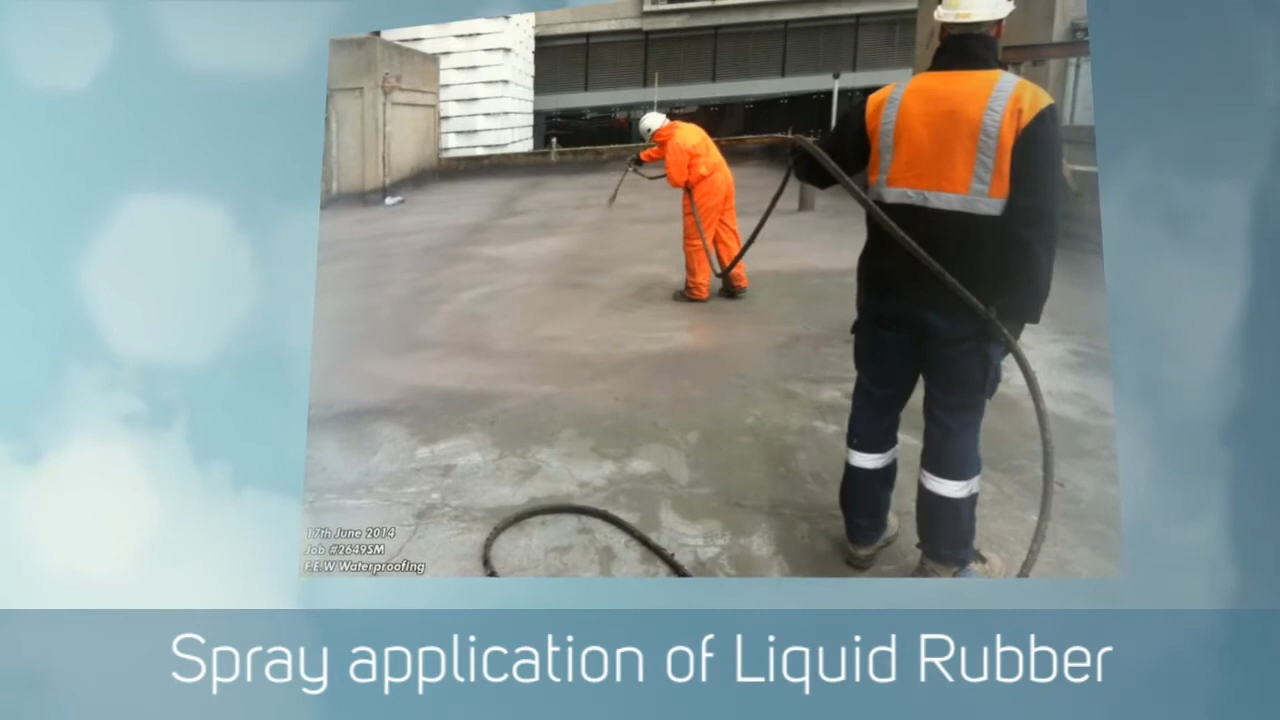 17th June 2014
Job #2649SM
F.E.W Waterproofing
Spray application of Liquid Rubber